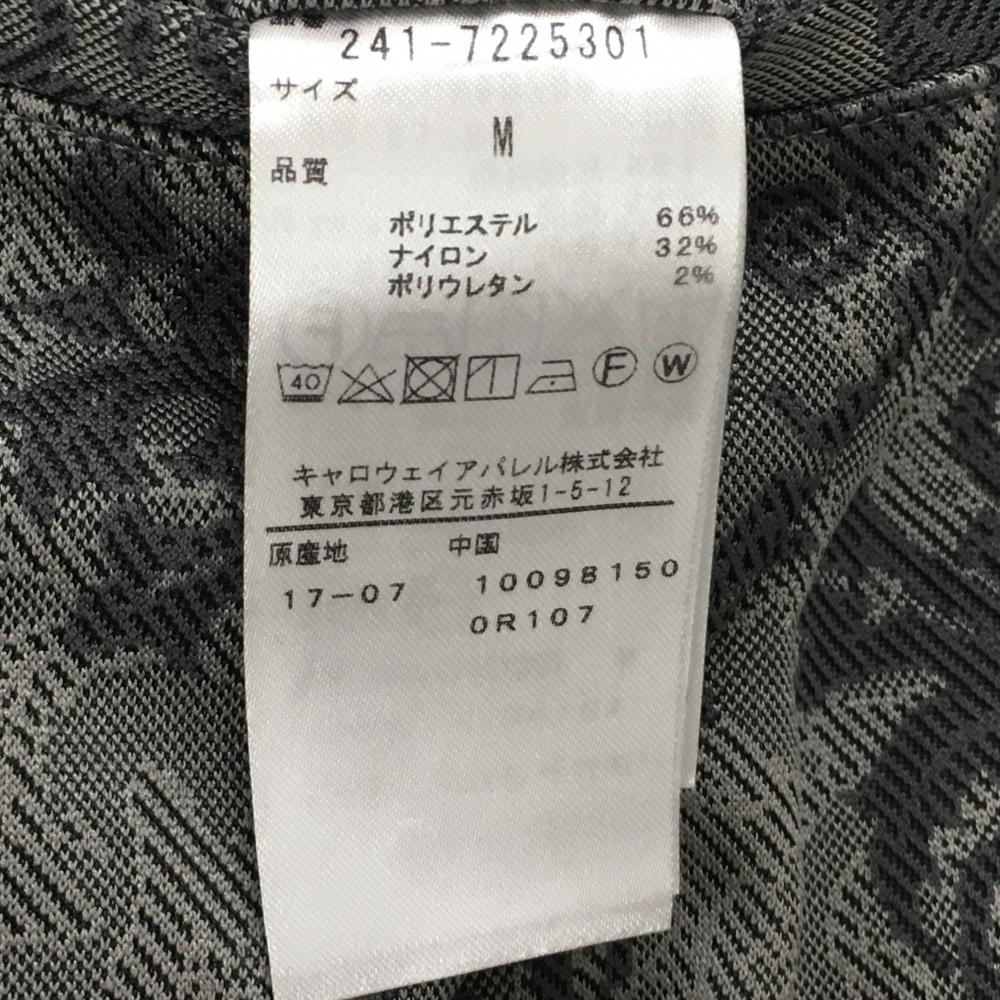 品番
241-7225301
サイズ
M
品質
ポリエステル 66%
ナイロン 32%
ポリウレタン 2%
40 F W
キャロウェイアパレル株式会社
東京都港区元赤坂1-5-12
原産地 中国
17-07 10098150
0R107